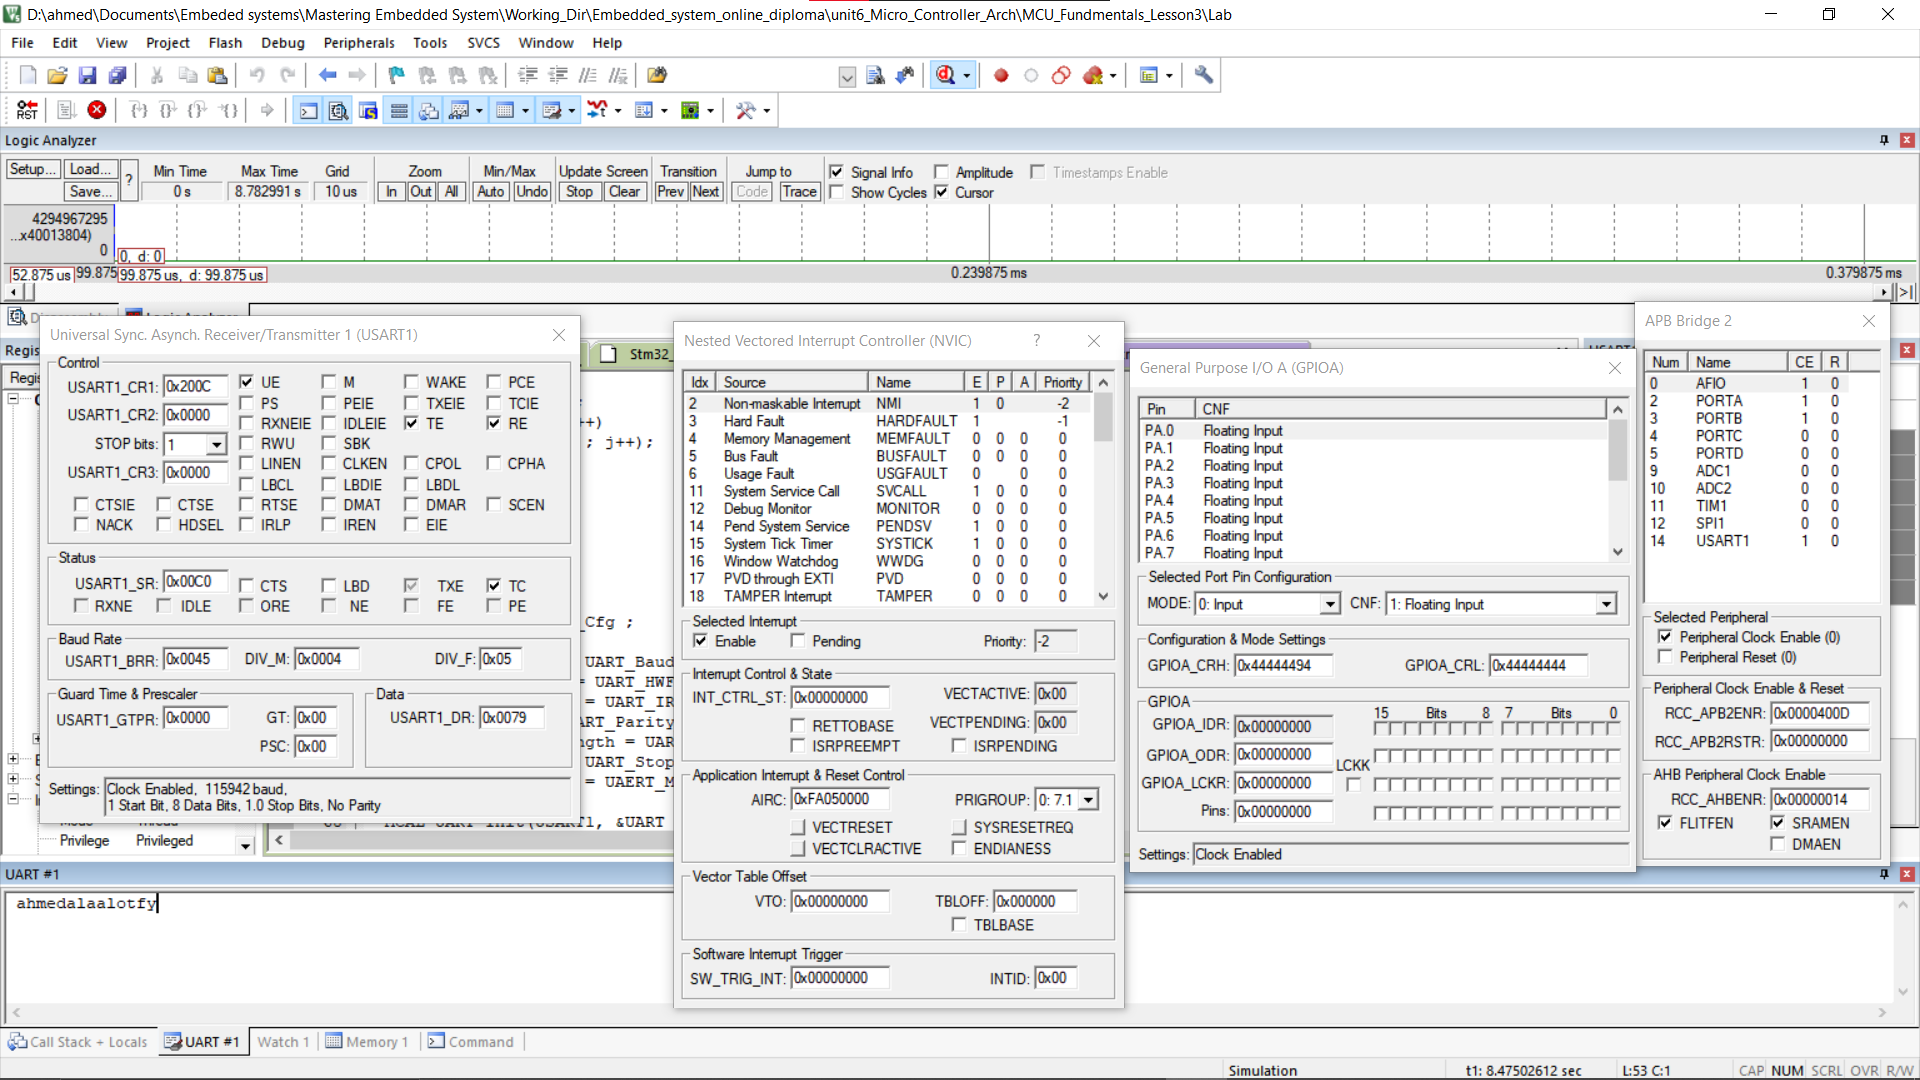 D:\ahmed\Documents\Embeded systems\Mastering Embedded System\Working_Dir\Embedded_system_online_diploma\unit6_Micro_Controller_Arch\MCU_Fundmentals_Lesson3\Lab
File Edit View Project Flash Debug Peripherals Tools SVCS Window Help
RST
Logic Analyzer
Setup... Load... Save... ?
Min Time 0 s
Max Time 8.782991 s
Grid 10 us
Zoom In Out All
Min/Max Auto Undo
Update Screen Stop Clear
Transition Prev Next
Jump to Code Trace
Signal Info Amplitude Timestamps Enable
Show Cycles Cursor
4294967295
...x40013804)
0
0, d: 0
52.875 us 99.875 99.875 us, d: 99.875 us 0.239875 ms 0.379875 ms
Regis
Regis
Universal Sync. Asynch. Receiver/Transmitter 1 (USART1)
Control
USART1_CR1: 0x200C UE M WAKE PCE
PS PEIE TXEIE TCIE
USART1_CR2: 0x0000 RXNEIE IDLEIE TE RE
STOP bits: 1 RWU SBK
USART1_CR3: 0x0000 LINEN CLKEN CPOL CPHA
LBCL LBDIE LBDL
CTSIE CTSE RTSE DMAT DMAR SCEN
NACK HDSEL IRLP IREN EIE
Status
USART1_SR: 0x00C0 CTS LBD TXE TC
RXNE IDLE ORE NE FE PE
Baud Rate
USART1_BRR: 0x0045 DIV_M: 0x0004 DIV_F: 0x05
Guard Time & Prescaler
USART1_GTPR: 0x0000 GT: 0x00
PSC: 0x00
Data
USART1_DR: 0x0079
Settings: Clock Enabled, 115942 baud,
1 Start Bit, 8 Data Bits, 1.0 Stop Bits, No Parity
Privilege Privileged
Stm32_
++)
; j++);
_Cfg ;
UART_Baud
= UART_HWF
= UART_IR
ART_Parity
ngth = UAR
UART_Stop
= UAERT_M
MCAL UART Init(USART1, &UART
Nested Vectored Interrupt Controller (NVIC) ?
Idx Source Name E P A Priority
2 Non-maskable Interrupt NMI 1 0 -2
3 Hard Fault HARDFAULT 1 -1
4 Memory Management MEMFAULT 0 0 0 0
5 Bus Fault BUSFAULT 0 0 0 0
6 Usage Fault USGFAULT 0 0 0 0
11 System Service Call SVCALL 1 0 0 0
12 Debug Monitor MONITOR 0 0 0 0
14 Pend System Service PENDSV 1 0 0 0
15 System Tick Timer SYSTICK 1 0 0 0
16 Window Watchdog WWDG 0 0 0 0
17 PVD through EXTI PVD 0 0 0 0
18 TAMPER Interrupt TAMPER 0 0 0 0
Selected Interrupt
Enable Pending Priority: -2
Interrupt Control & State
INT_CTRL_ST: 0x00000000 VECTACTIVE: 0x00
RETTOBASE VECTPENDING: 0x00
ISRPREEMPT ISRPENDING
Application Interrupt & Reset Control
AIRC: 0xFA050000 PRIGROUP: 0: 7.1
VECTRESET SYSRESETREQ
VECTCLRACTIVE ENDIANESS
Vector Table Offset
VTO: 0x00000000 TBLOFF: 0x000000
TBLBASE
Software Interrupt Trigger
SW_TRIG_INT: 0x00000000 INTID: 0x00
General Purpose I/O A (GPIOA)
Pin CNF
PA.0 Floating Input
PA.1 Floating Input
PA.2 Floating Input
PA.3 Floating Input
PA.4 Floating Input
PA.5 Floating Input
PA.6 Floating Input
PA.7 Floating Input
Selected Port Pin Configuration
MODE: 0: Input CNF: 1: Floating Input
Configuration & Mode Settings
GPIOA_CRH: 0x44444494 GPIOA_CRL: 0x44444444
GPIOA
15 Bits 8 7 Bits 0
GPIOA_IDR: 0x00000000
GPIOA_ODR: 0x00000000
LCKK
GPIOA_LCKR: 0x00000000
Pins: 0x00000000
Settings: Clock Enabled
APB Bridge 2
Num Name CE R
0 AFIO 1 0
2 PORTA 1 0
3 PORTB 1 0
4 PORTC 0 0
5 PORTD 0 0
9 ADC1 0 0
10 ADC2 0 0
11 TIM1 0 0
12 SPI1 0 0
14 USART1 1 0
Selected Peripheral
Peripheral Clock Enable (0)
Peripheral Reset (0)
Peripheral Clock Enable & Reset
RCC_APB2ENR: 0x0000400D
RCC_APB2RSTR: 0x00000000
AHB Peripheral Clock Enable
RCC_AHBENR: 0x00000014
FLITFEN SRAMEN
DMAEN
UART #1
ahmedalaalotfy
Call Stack + Locals UART #1 Watch 1 Memory 1 Command
Simulation t1: 8.47502612 sec L:53 C:1 CAP NUM SCRL OVR R/W